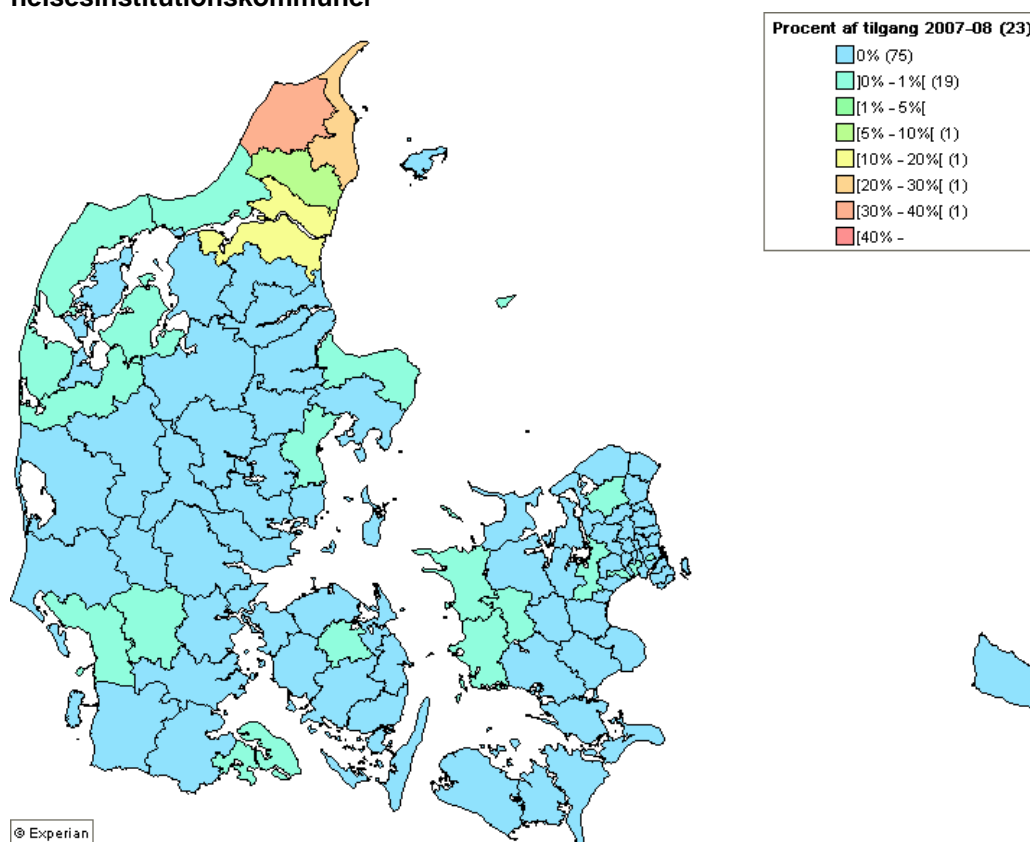 nelsesinstitutionskommuner
Procent af tilgang 2007-08 (23)
0% (75)
]0% - 1%[ (19)
[1% - 5%[
[5% - 10%[ (1)
[10% - 20%[ (1)
[20% - 30%[ (1)
[30% - 40%[ (1)
[40% -
© Experian